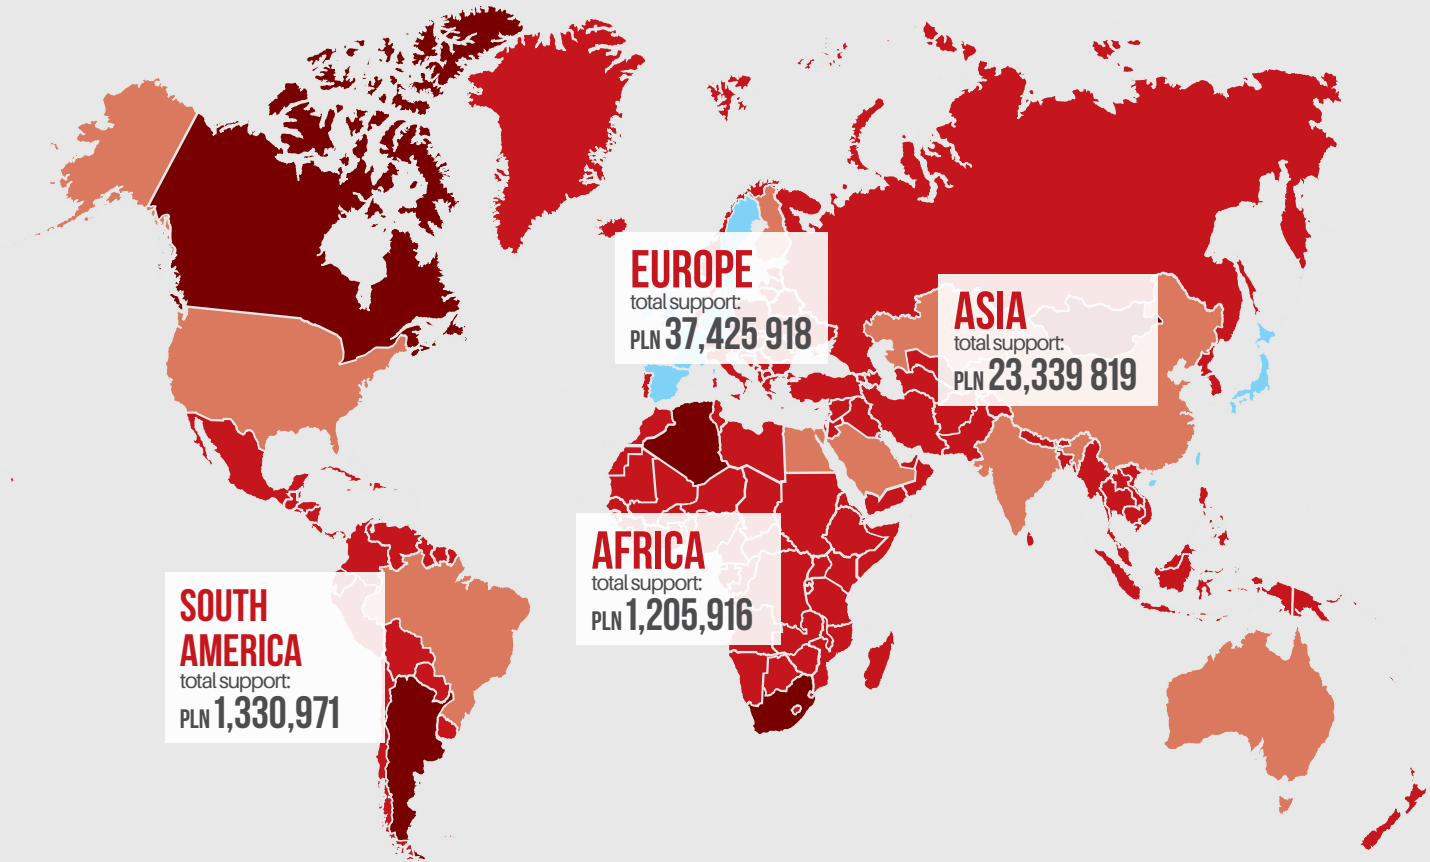 EUROPE
total support:
PLN 37,425 918
ASIA
total support:
PLN 23,339 819
AFRICA
total support:
PLN 1,205,916
SOUTH
AMERICA
total support:
PLN 1,330,971